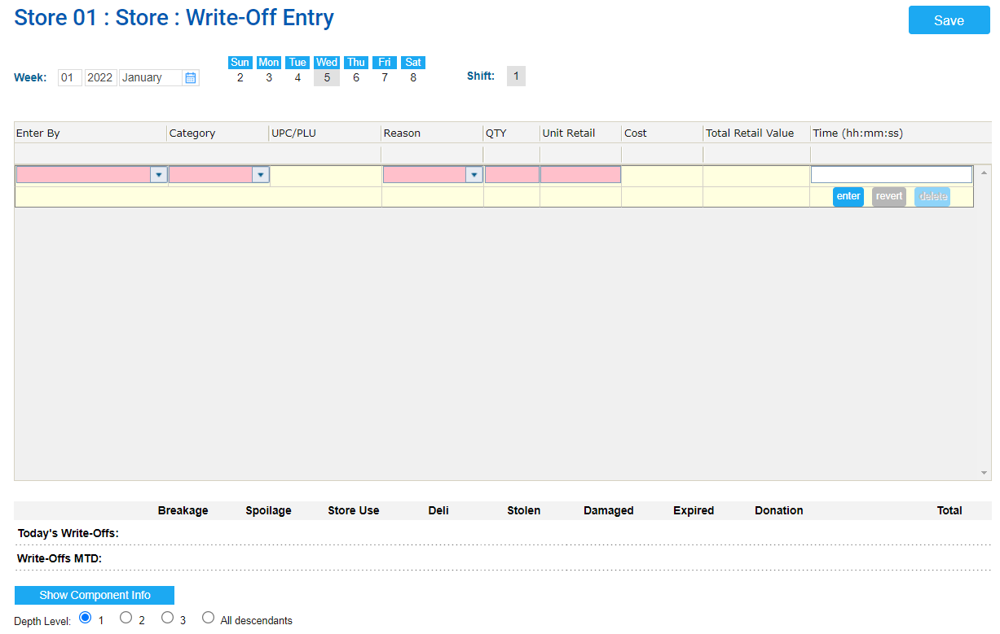 Store 01 : Store : Write-Off Entry
Save
Sun Mon Tue Wed Thu Fri Sat
Week: 01 2022 January 2 3 4 5 6 7 8 Shift: 1
Enter By Category UPC/PLU Reason QTY Unit Retail Cost Total Retail Value Time (hh:mm:ss)
enter revert delete
Breakage Spoilage Store Use Deli Stolen Damaged Expired Donation Total
Today's Write-Offs:
Write-Offs MTD:
Show Component Info
Depth Level: 1 2 3 All descendants